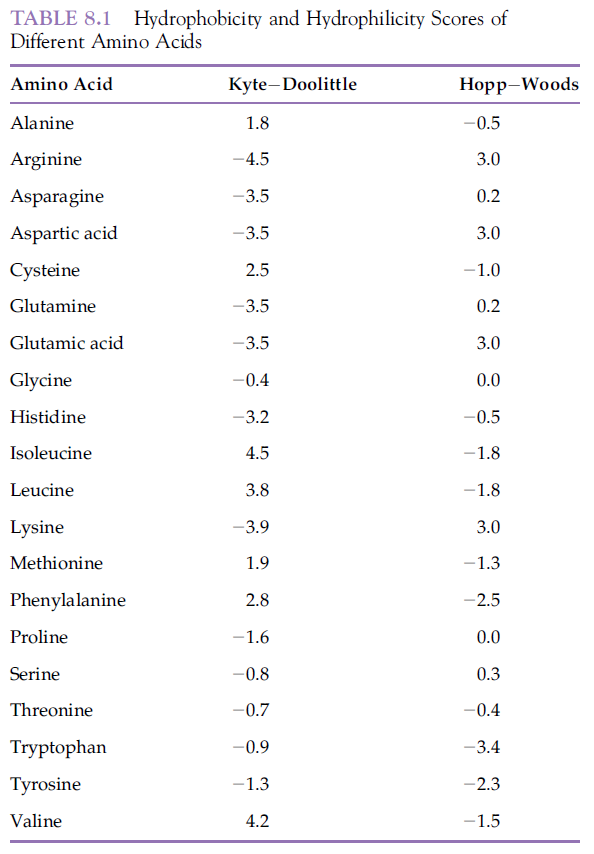 TABLE 8.1 Hydrophobicity and Hydrophilicity Scores of
Different Amino Acids
Amino Acid Kyte–Doolittle Hopp–Woods
Alanine 1.8 −0.5
Arginine −4.5 3.0
Asparagine −3.5 0.2
Aspartic acid −3.5 3.0
Cysteine 2.5 −1.0
Glutamine −3.5 0.2
Glutamic acid −3.5 3.0
Glycine −0.4 0.0
Histidine −3.2 −0.5
Isoleucine 4.5 −1.8
Leucine 3.8 −1.8
Lysine −3.9 3.0
Methionine 1.9 −1.3
Phenylalanine 2.8 −2.5
Proline −1.6 0.0
Serine −0.8 0.3
Threonine −0.7 −0.4
Tryptophan −0.9 −3.4
Tyrosine −1.3 −2.3
Valine 4.2 −1.5